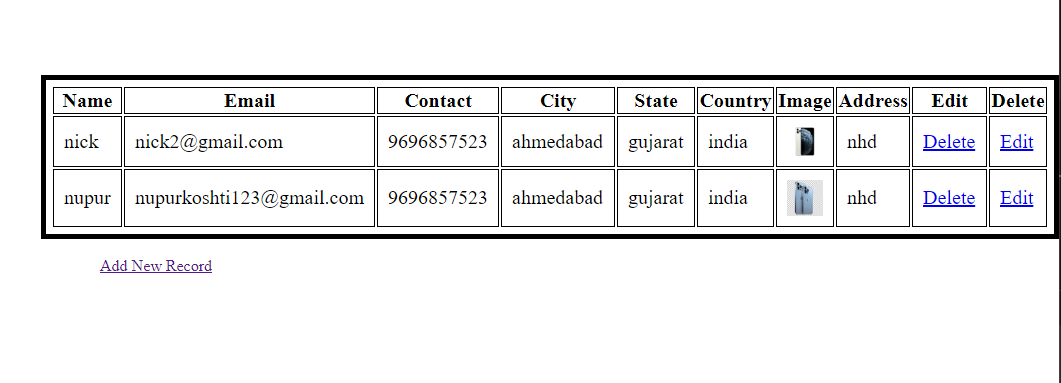 Name Email Contact City State Country Image Address Edit Delete
nick nick2@gmail.com 9696857523 ahmedabad gujarat india nhd Delete Edit
nupur nupurkoshti123@gmail.com 9696857523 ahmedabad gujarat india nhd Delete Edit
Add New Record